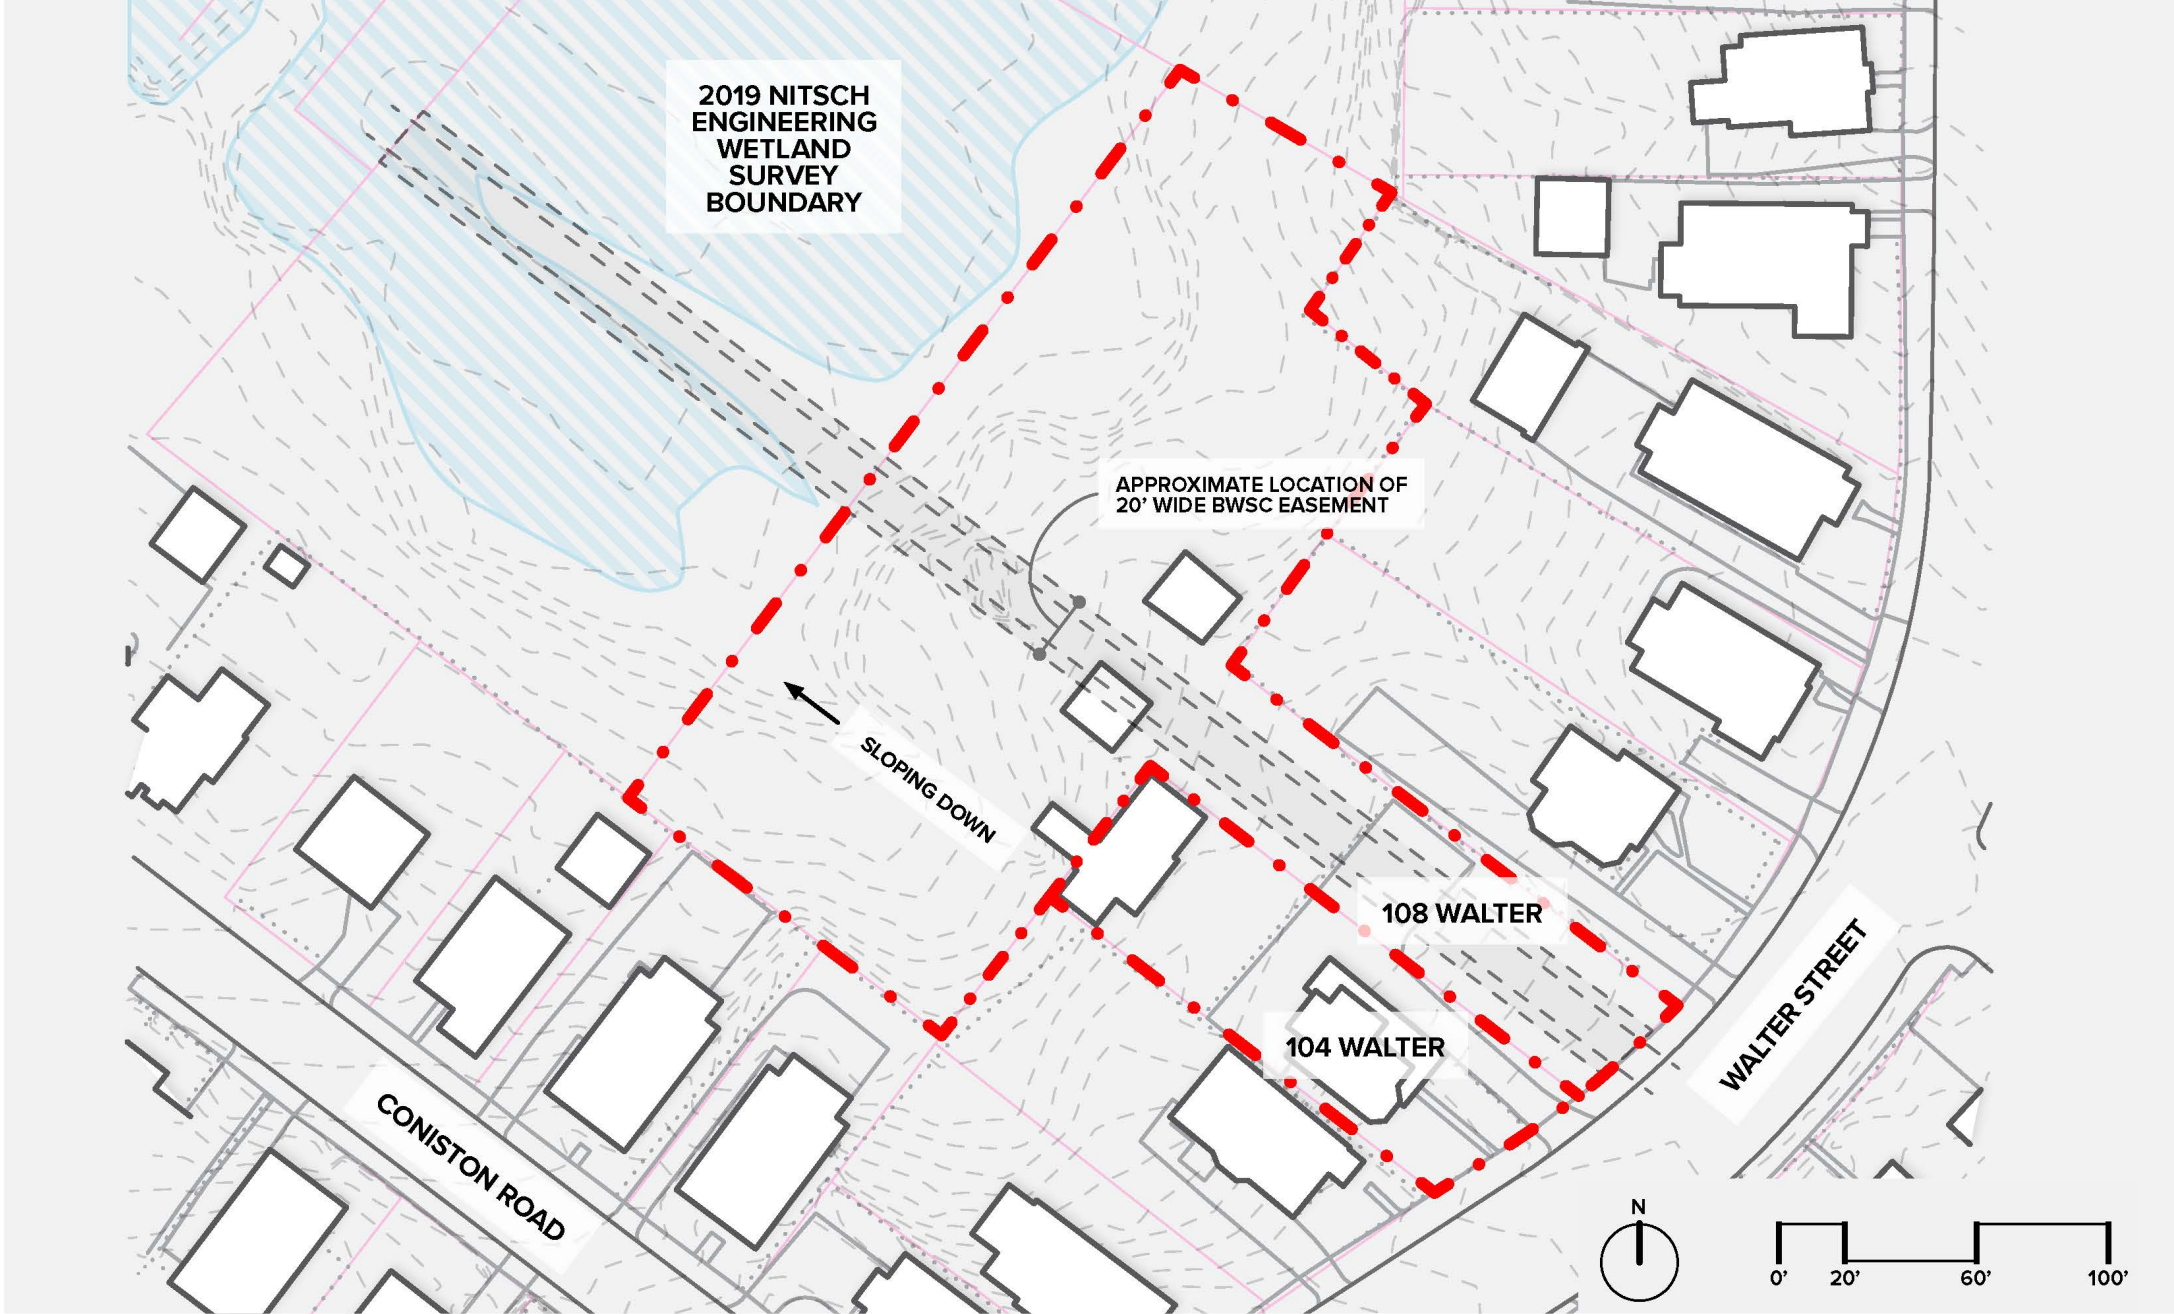 2019 NITSCH
ENGINEERING
WETLAND
SURVEY
BOUNDARY
APPROXIMATE LOCATION OF
20' WIDE BWSC EASEMENT
SLOPING DOWN
108 WALTER
104 WALTER
WALTER STREET
CONISTON ROAD
N
0' 20' 60' 100'